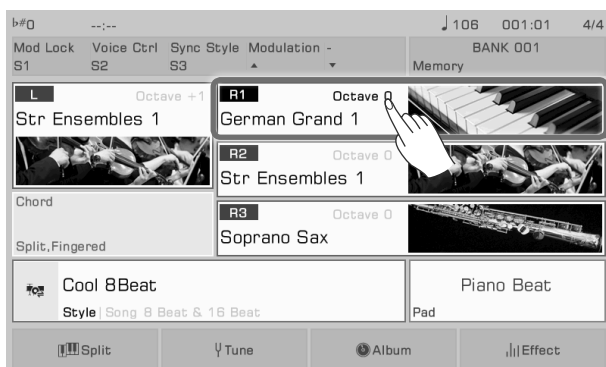 ♭#0 --:-- ♩106 001:01 4/4
Mod Lock Voice Ctrl Sync Style Modulation - BANK 001
S1 S2 S3 ▲ ▼ Memory
L Octave +1
Str Ensembles 1
R1 Octave 0
German Grand 1
R2 Octave 0
Str Ensembles 1
R3 Octave 0
Soprano Sax
Chord
Split,Fingered
Cool 8Beat
Style | Song 8 Beat & 16 Beat
Piano Beat
Pad
Split Tune Album Effect